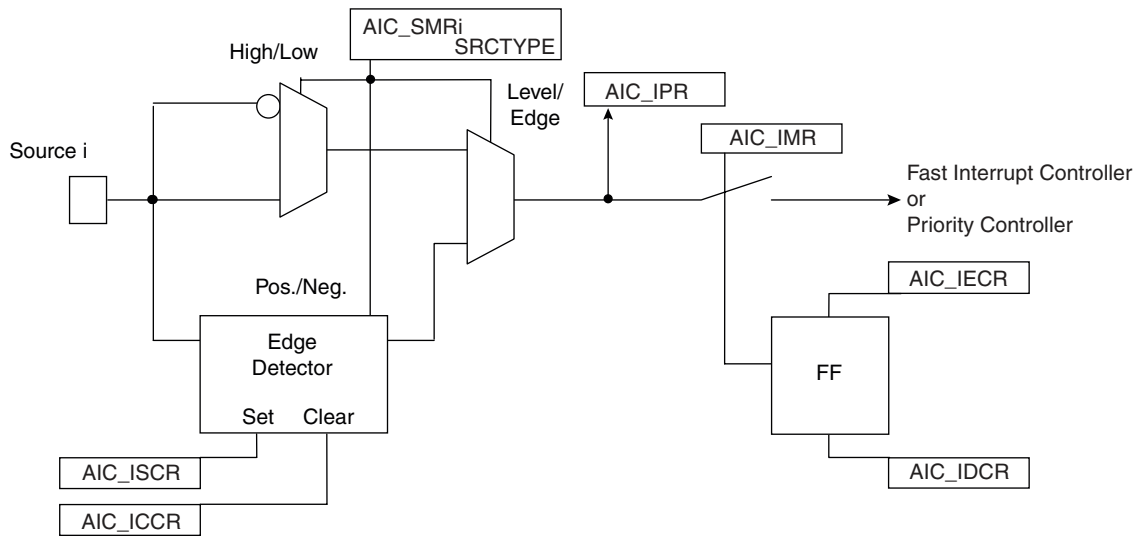 AIC_SMRi
SRCTYPE
High/Low
Level/
Edge
AIC_IPR
AIC_IMR
Source i
Fast Interrupt Controller
or
Priority Controller
Pos./Neg.
AIC_IECR
Edge
Detector
FF
Set Clear
AIC_ISCR
AIC_IDCR
AIC_ICCR